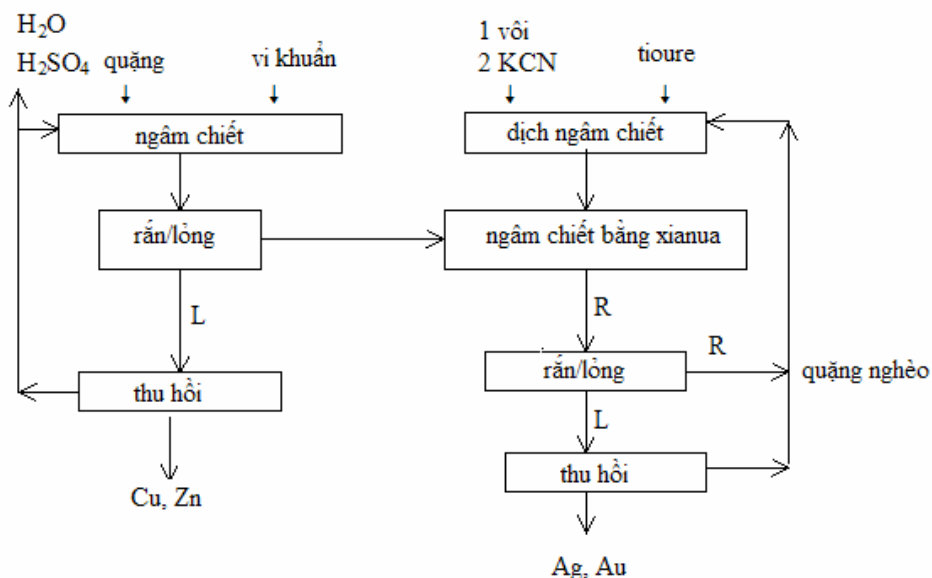 H₂O
H₂SO₄ quặng
vi khuẩn
1 vôi
2 KCN
tioure
ngâm chiết
dịch ngâm chiết
rắn/lỏng
ngâm chiết bằng xianua
L
R
thu hồi
rắn/lỏng
R
quặng nghèo
L
Cu, Zn
thu hồi
Ag, Au